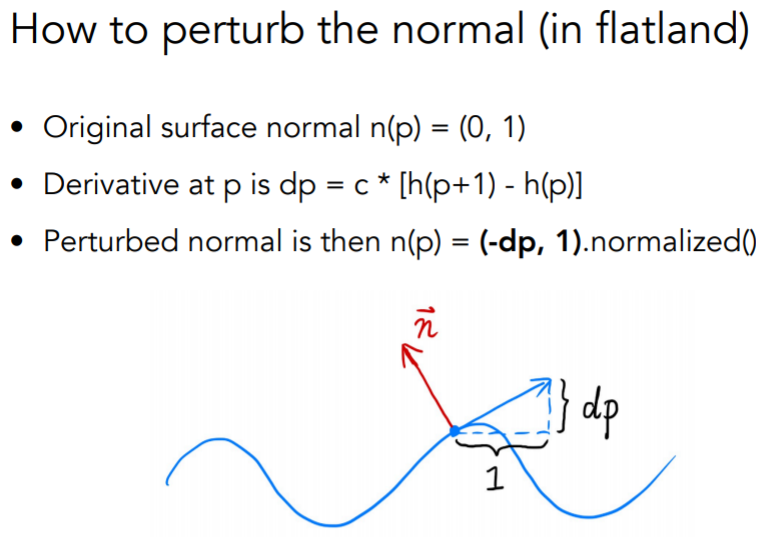 How to perturb the normal (in flatland)
• Original surface normal n(p) = (0, 1)
• Derivative at p is dp = c * [h(p+1) - h(p)]
• Perturbed normal is then n(p) = (-dp, 1).normalized()
n⃗
} dp
1